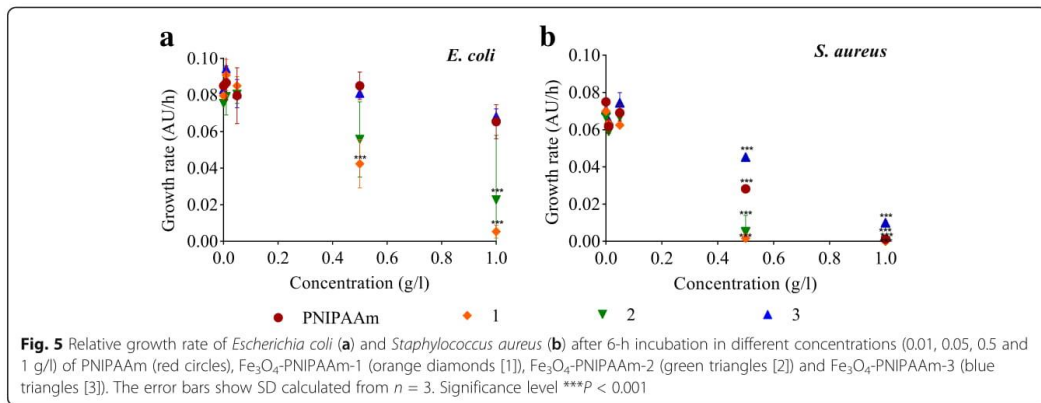 a
E. coli
Growth rate (AU/h)
0.10
0.08
0.06
0.04
0.02
0.00
***
***
***
0.0 0.2 0.4 0.6 0.8 1.0
Concentration (g/l)
b
S. aureus
Growth rate (AU/h)
0.10
0.08
0.06
0.04
0.02
0.00
***
***
***
***
***
***
***
0.0 0.2 0.4 0.6 0.8 1.0
Concentration (g/l)
PNIPAAm 1 2 3
Fig. 5 Relative growth rate of Escherichia coli (a) and Staphylococcus aureus (b) after 6-h incubation in different concentrations (0.01, 0.05, 0.5 and
1 g/l) of PNIPAAm (red circles), Fe₃O₄-PNIPAAm-1 (orange diamonds [1]), Fe₃O₄-PNIPAAm-2 (green triangles [2]) and Fe₃O₄-PNIPAAm-3 (blue
triangles [3]). The error bars show SD calculated from n = 3. Significance level ***P < 0.001